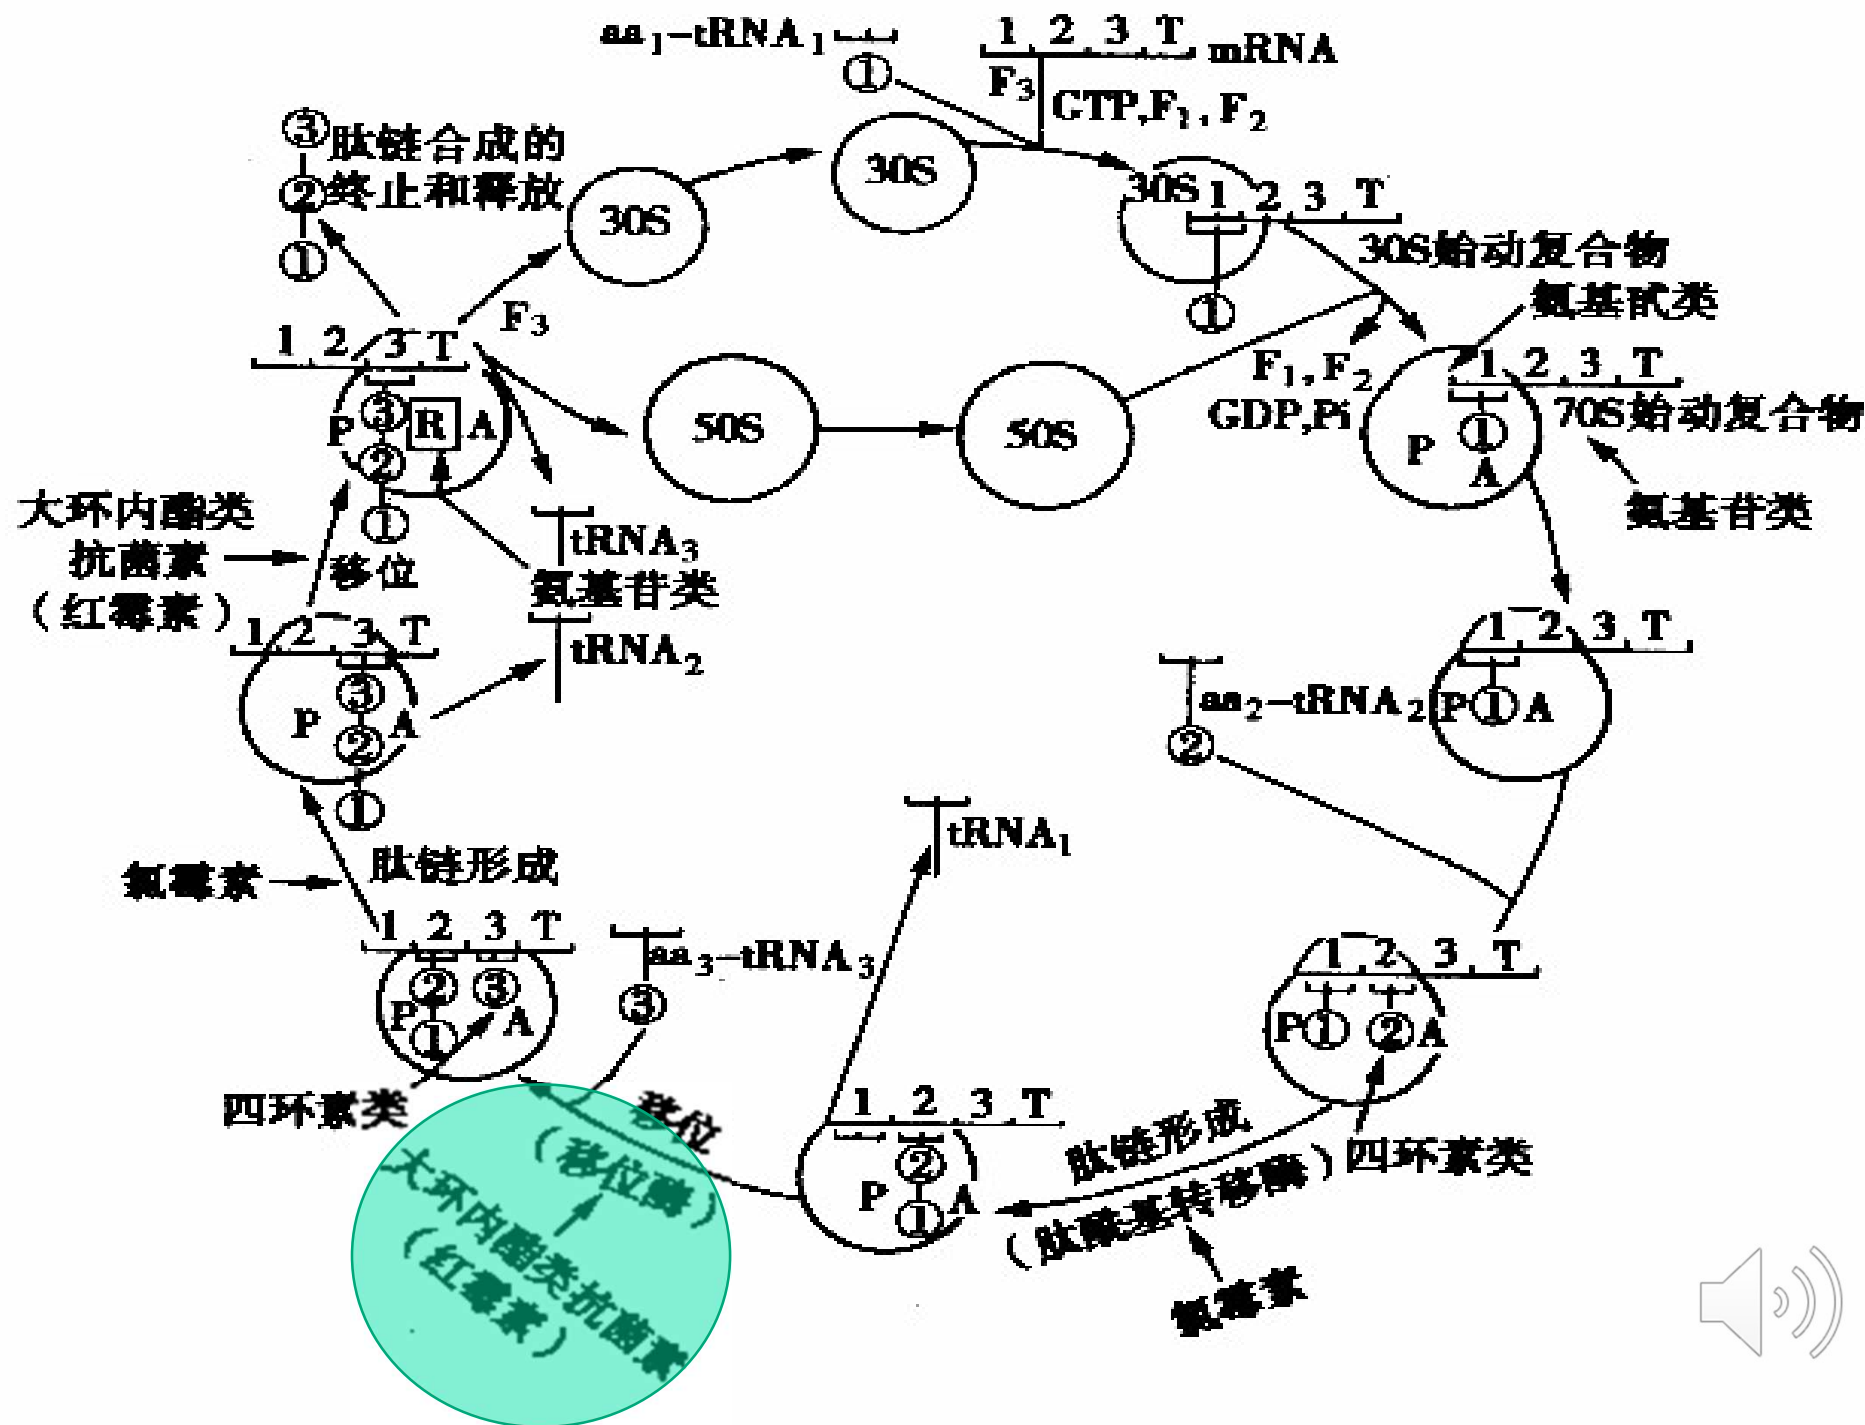 aa₁-tRNA₁
①
1 2 3 T mRNA
F₃
GTP,F₁,F₂
③肽链合成的
②终止和释放
①
30S
30S
30S 1 2 3 T
①
30S始动复合物
氨基甙类
F₃
1 2 3 T
P ③ R A
②
①
50S
50S
F₁,F₂
GDP,Pi
1 2 3 T
①
P A
70S始动复合物
氨基苷类
大环内酯类
抗菌素
(红霉素)
移位
tRNA₃
氨基苷类
tRNA₂
1 2 3 T
③
P ② A
①
1 2 3 T
aa₂-tRNA₂
②
P ① A
tRNA₁
氯霉素
肽链形成
1 2 3 T
② ③
P ① A
aa₃-tRNA₃
③
四环素类
1 2 3 T
P ① ② A
四环素类
移位
(移位酶)
大环内酯类抗菌素
(红霉素)
1 2 3 T
②
P ① A
肽链形成
(肽酰基转移酶)
氯霉素